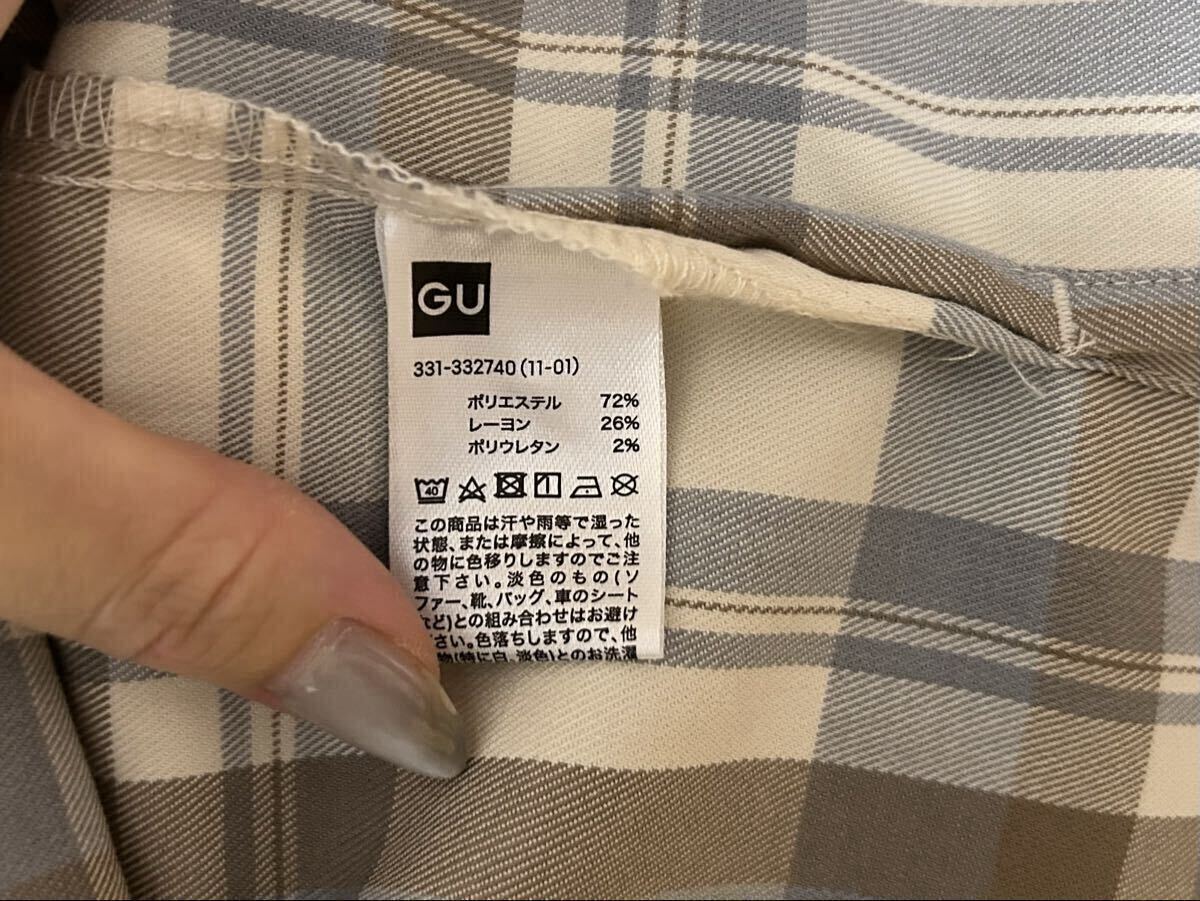 GU
331-332740 (11-01)
ポリエステル 72%
レーヨン 26%
ポリウレタン 2%
40
この商品は汗や雨等で湿った
状態、または摩擦によって、他
の物に色移りしますのでご注
意下さい。淡色のもの(ソ
ファー、靴、バッグ、車のシート
など)との組み合わせはお避け
さい。色落ちしますので、他
物(特に白、淡色)とのお洗濯